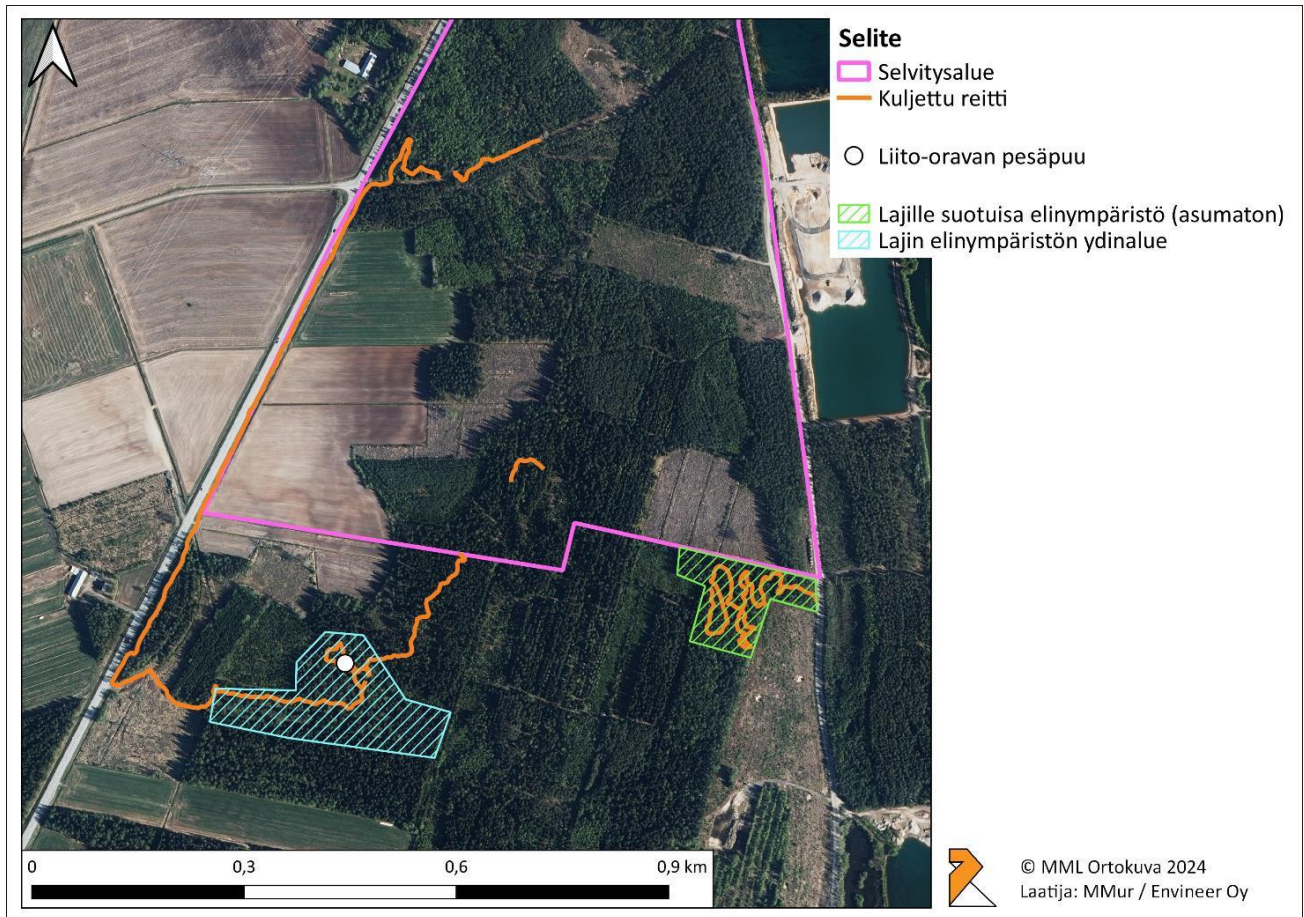 Selite
Selvitysalue
Kuljettu reitti
Liito-oravan pesäpuu
Lajille suotuisa elinympäristö (asumaton)
Lajin elinympäristön ydinalue
0 0,3 0,6 0,9 km
© MML Ortokuva 2024
Laatija: MMur / Envineer Oy